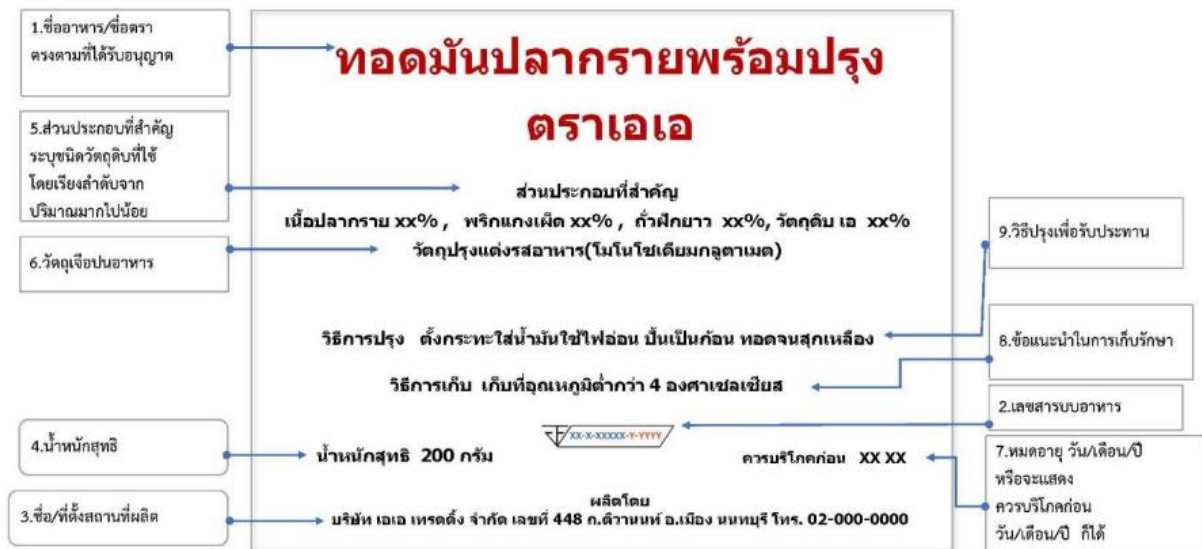 1.ชื่ออาหาร/ชื่อตรา
ตรงตามที่ได้รับอนุญาต
ทอดมันปลากรายพร้อมปรุง
ตราเอเอ
5.ส่วนประกอบที่สำคัญ
ระบุชนิดวัตถุดิบที่ใช้
โดยเรียงลำดับจาก
ปริมาณมากไปน้อย
ส่วนประกอบที่สำคัญ
เนื้อปลากราย xx% , พริกแกงเผ็ด xx% , ถั่วฝักยาว xx%, วัตถุดิบ เอ xx%
6.วัตถุเจือปนอาหาร
วัตถุปรุงแต่งรสอาหาร(โมโนโซเดียมกลูตาเมต)
9.วิธีปรุงเพื่อรับประทาน
วิธีการปรุง ตั้งกระทะใส่น้ำมันใช้ไฟอ่อน ปั้นเป็นก้อน ทอดจนสุกเหลือง
8.ข้อแนะนำในการเก็บรักษา
วิธีการเก็บ เก็บที่อุณหภูมิต่ำกว่า 4 องศาเซลเซียส
2.เลขสารบบอาหาร
XX-X-XXXXX-Y-YYYY
4.น้ำหนักสุทธิ
น้ำหนักสุทธิ 200 กรัม
ควรบริโภคก่อน XX XX
7.หมดอายุ วัน/เดือน/ปี
หรือจะแสดง
ควรบริโภคก่อน
วัน/เดือน/ปี ก็ได้
3.ชื่อ/ที่ตั้งสถานที่ผลิต
ผลิตโดย
บริษัท เอเอ เทรดดิ้ง จำกัด เลขที่ 448 ถ.ติวานนท์ อ.เมือง นนทบุรี โทร. 02-000-0000